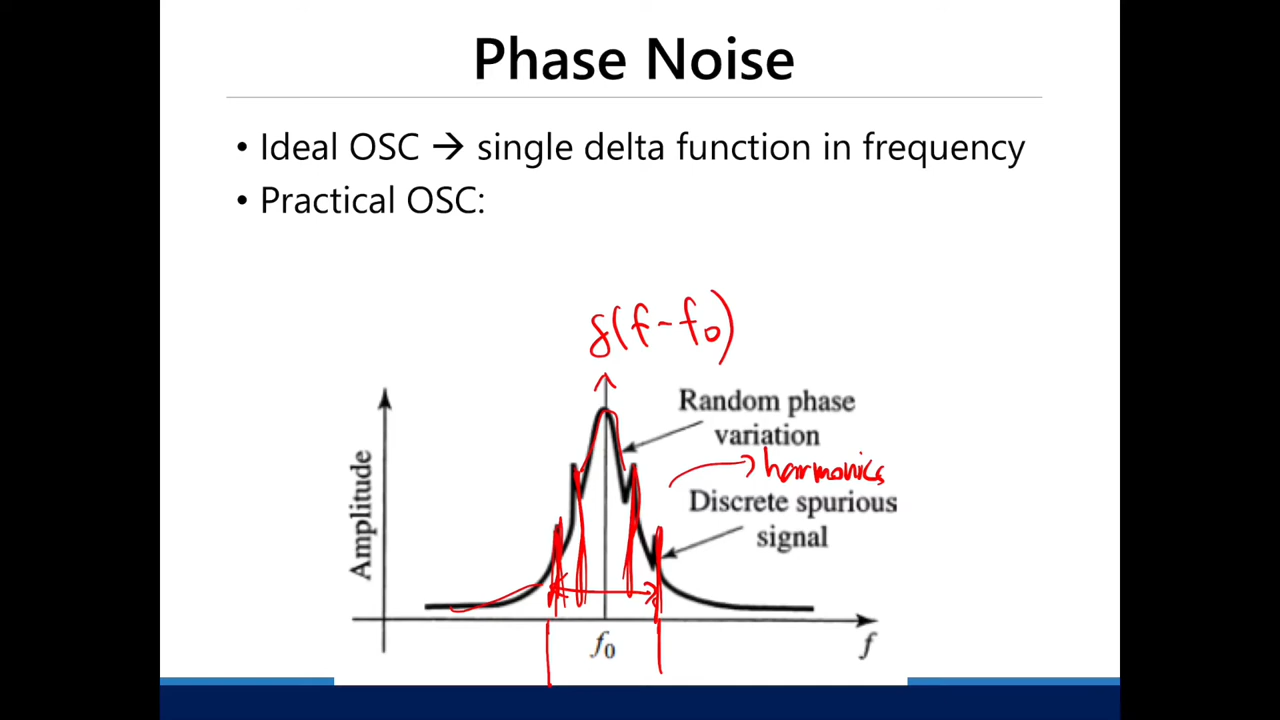 Phase Noise
• Ideal OSC → single delta function in frequency
• Practical OSC:
δ(f-f₀)
Random phase
variation
→ harmonics
Discrete spurious
signal
Amplitude
f₀
f